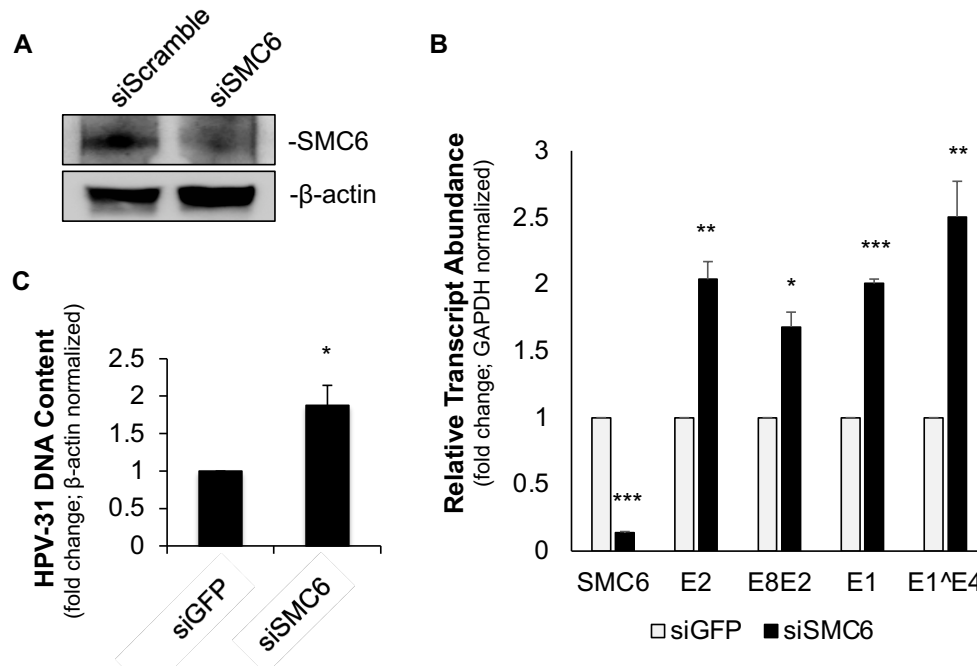 A
siScramble
siSMC6
-SMC6
-β-actin
B
Relative Transcript Abundance
(fold change; GAPDH normalized)
3
2.5
2
1.5
1
0.5
0
***
**
*
***
**
SMC6 E2 E8E2 E1 E1^E4
siGFP siSMC6
C
HPV-31 DNA Content
(fold change; β-actin normalized)
2.5
2
1.5
1
0.5
0
*
siGFP
siSMC6